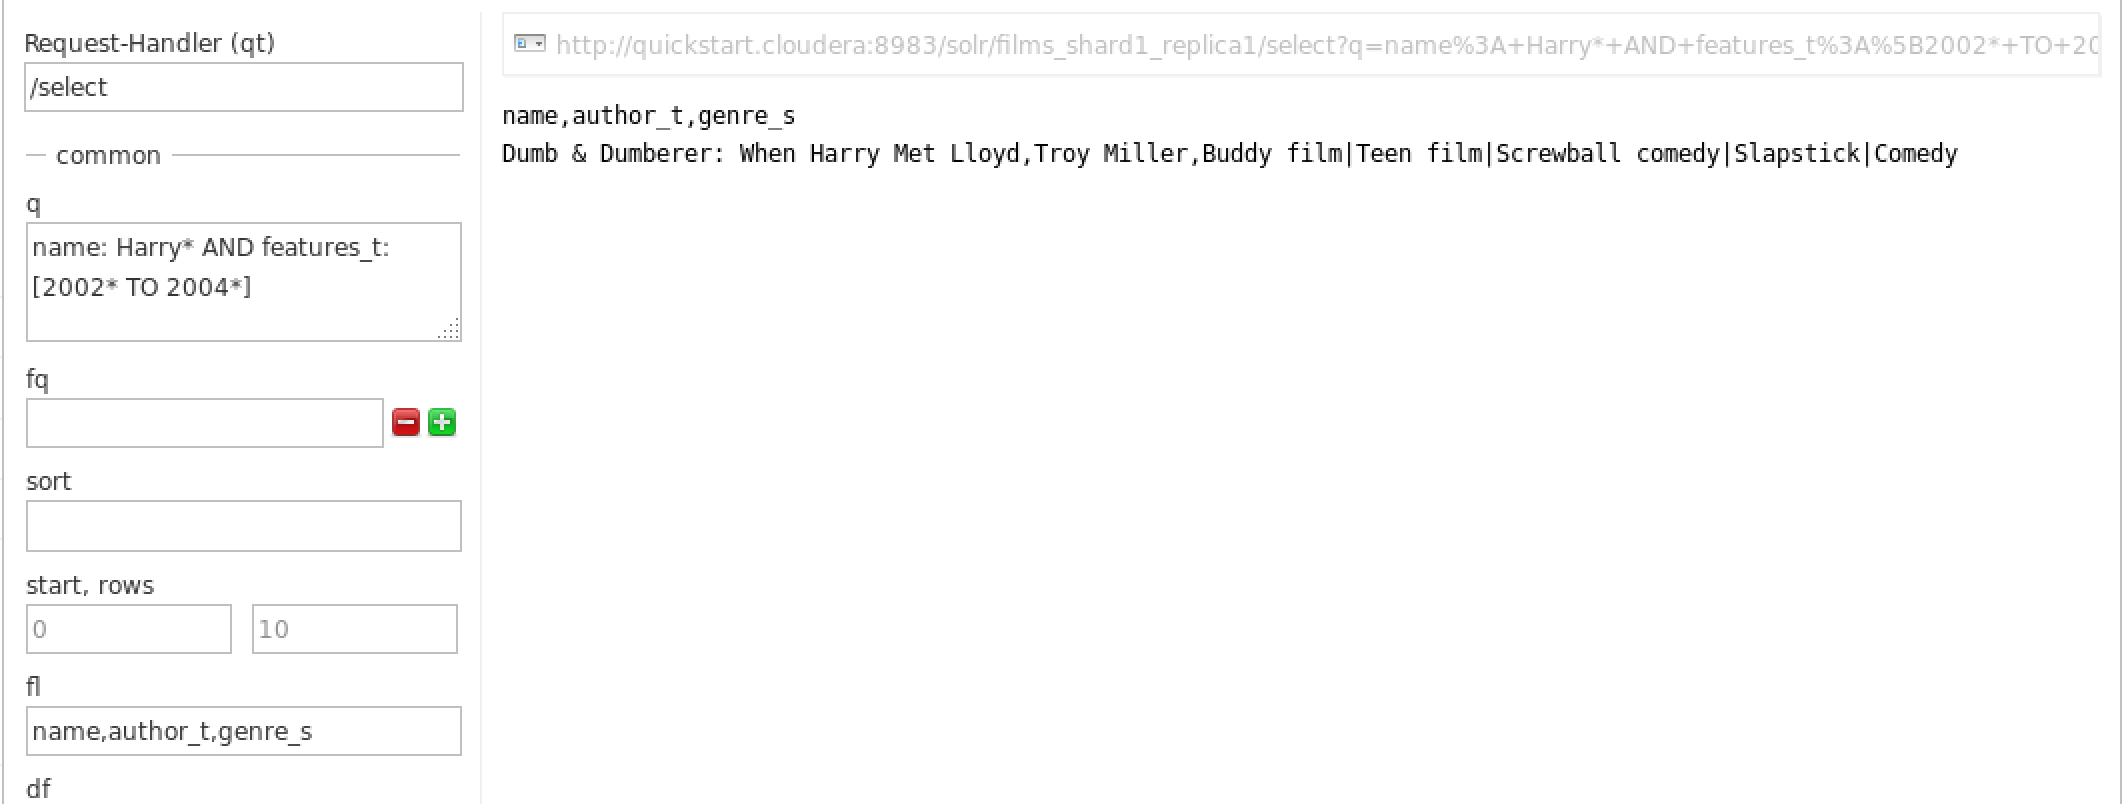 Request-Handler (qt)
/select
common
q
name: Harry* AND features_t:
[2002* TO 2004*]
fq
sort
start, rows
0 10
fl
name,author_t,genre_s
df
http://quickstart.cloudera:8983/solr/films_shard1_replica1/select?q=name%3A+Harry*+AND+features_t%3A%5B2002*+TO+20
name,author_t,genre_s
Dumb & Dumberer: When Harry Met Lloyd,Troy Miller,Buddy film|Teen film|Screwball comedy|Slapstick|Comedy